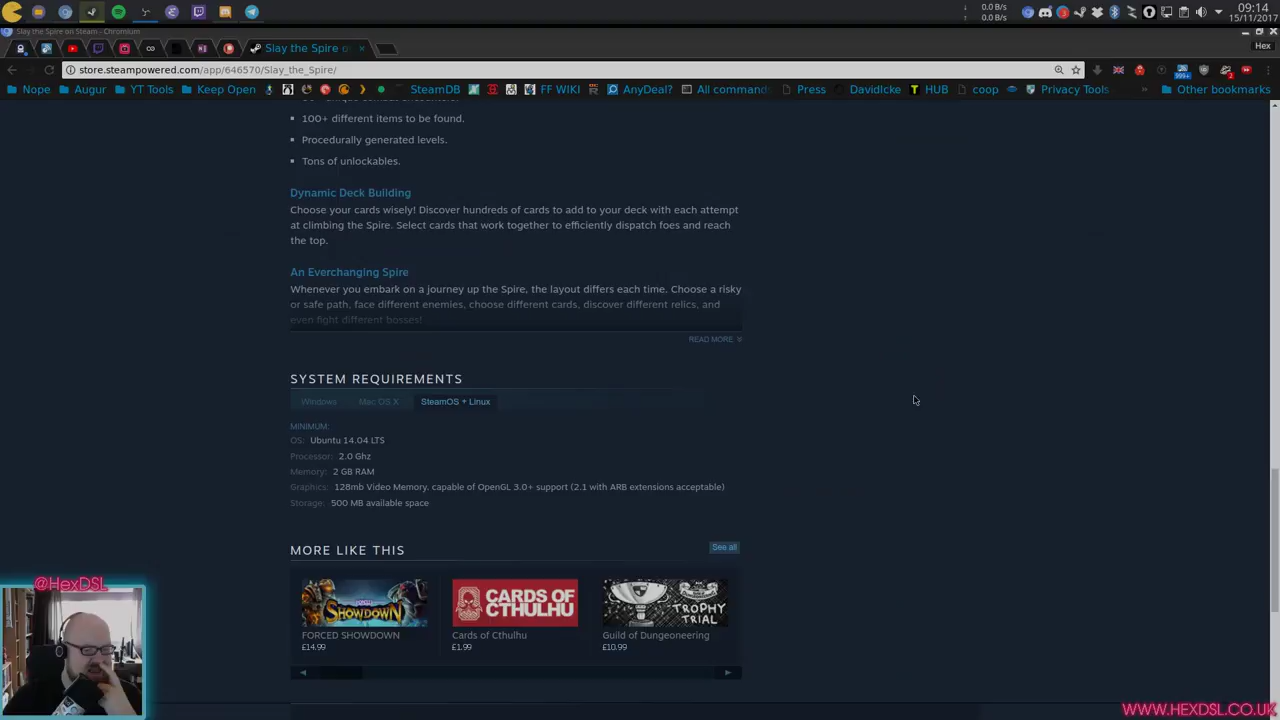 0.0 B/s
0.0 B/s
09:14
15/11/2017
Slay the Spire on Steam - Chromium
Slay the Spire o
Hex
store.steampowered.com/app/646570/Slay_the_Spire/
999+
Nope
Augur
YT Tools
Keep Open
SteamDB
FF WIKI
AnyDeal?
All command
Press
DavidIcke
HUB
coop
Privacy Tools
Other bookmarks
100+ different items to be found.
Procedurally generated levels.
Tons of unlockables.
Dynamic Deck Building
Choose your cards wisely! Discover hundreds of cards to add to your deck with each attempt
at climbing the Spire. Select cards that work together to efficiently dispatch foes and reach
the top.
An Everchanging Spire
Whenever you embark on a journey up the Spire, the layout differs each time. Choose a risky
or safe path, face different enemies, choose different cards, discover different relics, and
even fight different bosses!
READ MORE
SYSTEM REQUIREMENTS
Windows
Mac OS X
SteamOS + Linux
MINIMUM:
OS: Ubuntu 14.04 LTS
Processor: 2.0 Ghz
Memory: 2 GB RAM
Graphics: 128mb Video Memory, capable of OpenGL 3.0+ support (2.1 with ARB extensions acceptable)
Storage: 500 MB available space
MORE LIKE THIS
See all
FORCED SHOWDOWN
CARDS OF CTHULHU
TROPHY TRIAL
FORCED SHOWDOWN
Cards of Cthulhu
Guild of Dungeoneering
£14.99
£1.99
£10.99
@HexDSL
WWW.HEXDSL.CO.UK